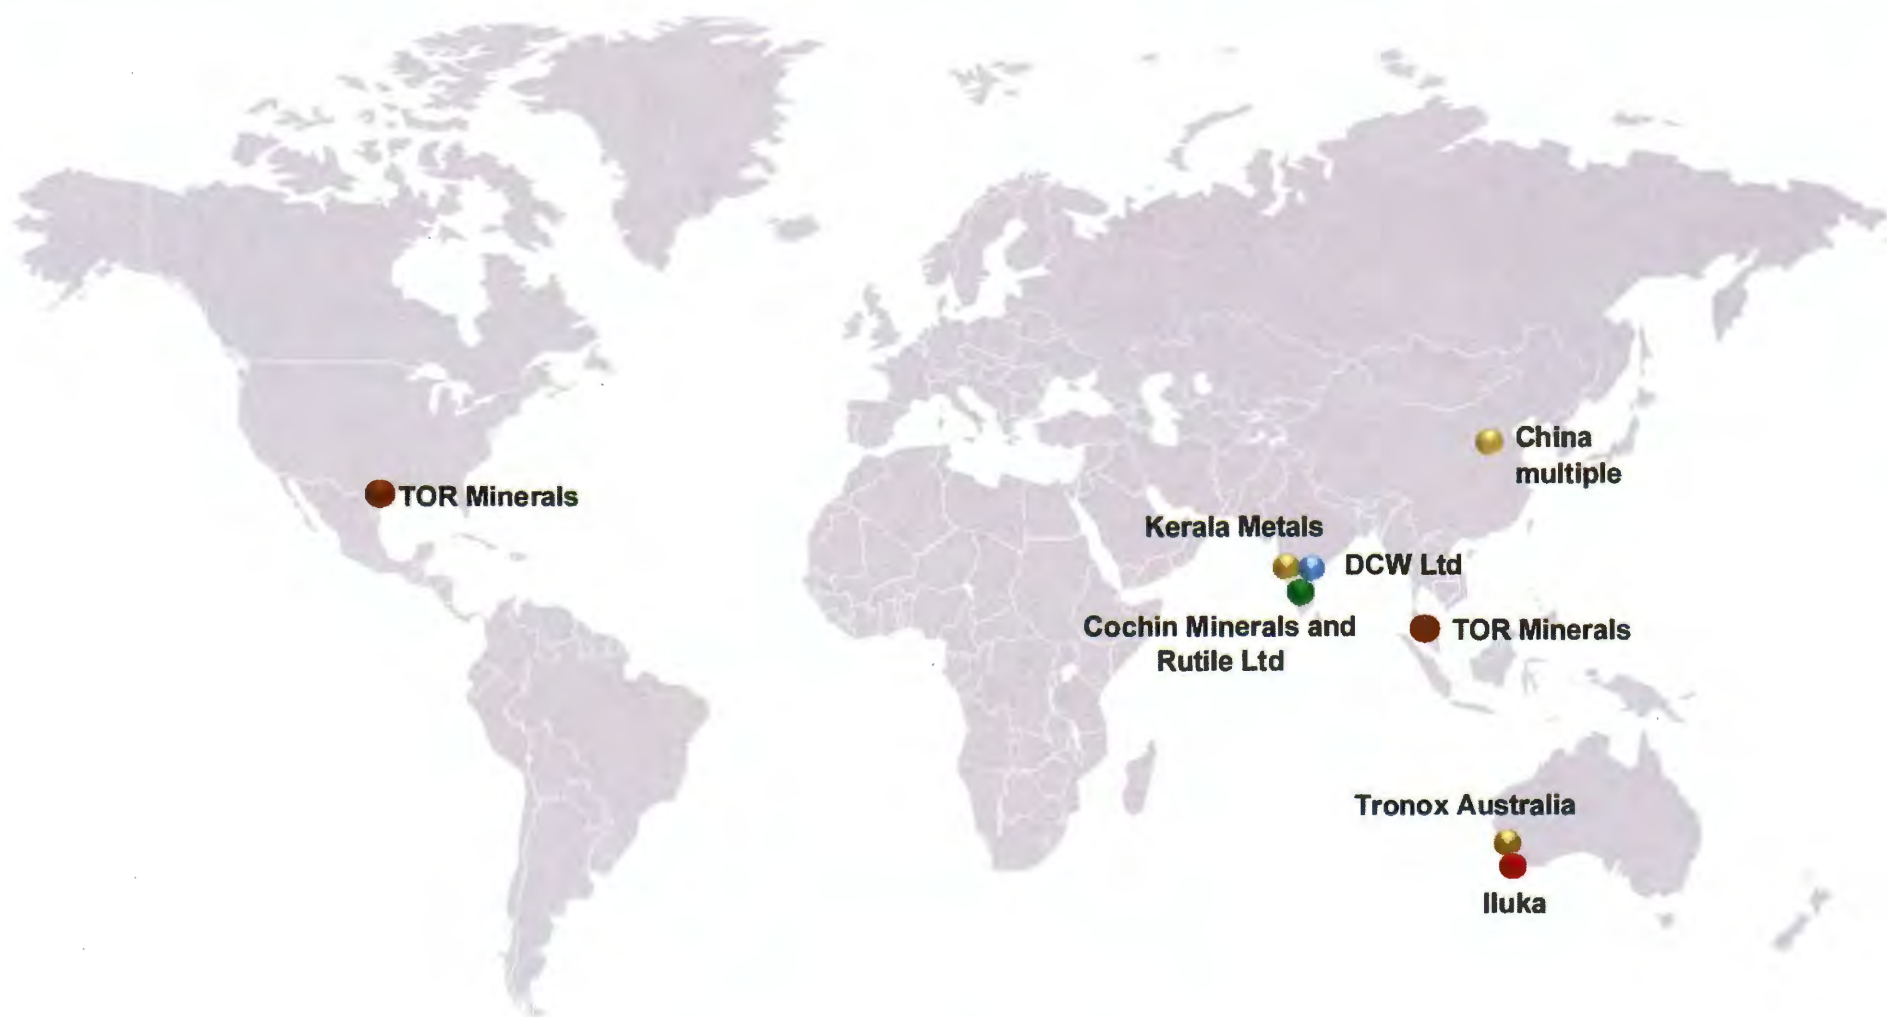 China
multiple
TOR Minerals
Kerala Metals
DCW Ltd
Cochin Minerals and
Rutile Ltd
TOR Minerals
Tronox Australia
Iluka